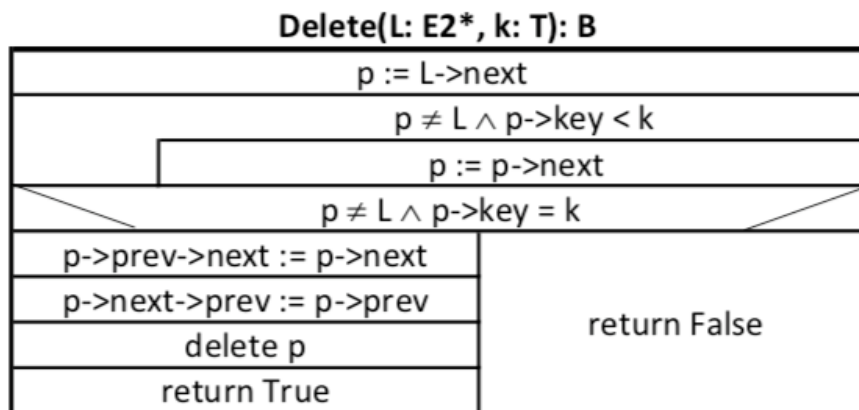 Delete(L: E2*, k: T): B
p := L->next
p ≠ L ∧ p->key < k
p := p->next
p ≠ L ∧ p->key = k
p->prev->next := p->next
p->next->prev := p->prev
delete p
return True
return False